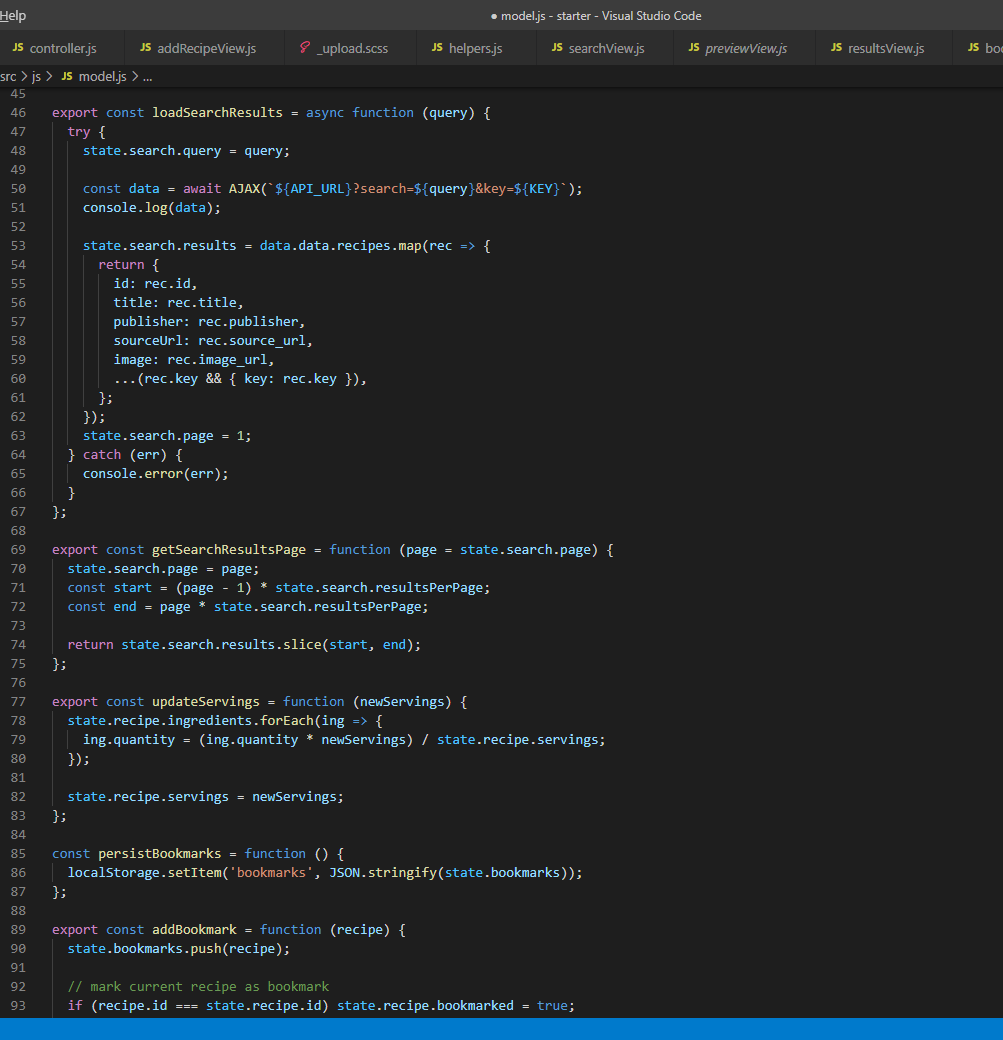 Help
● model.js - starter - Visual Studio Code
JS controller.js JS addRecipeView.js _upload.scss JS helpers.js JS searchView.js JS previewView.js JS resultsView.js JS boo
src > js > JS model.js > ...
45
46 export const loadSearchResults = async function (query) {
47   try {
48     state.search.query = query;
49
50     const data = await AJAX(`${API_URL}?search=${query}&key=${KEY}`);
51     console.log(data);
52
53     state.search.results = data.data.recipes.map(rec => {
54       return {
55         id: rec.id,
56         title: rec.title,
57         publisher: rec.publisher,
58         sourceUrl: rec.source_url,
59         image: rec.image_url,
60         ...(rec.key && { key: rec.key }),
61       };
62     });
63     state.search.page = 1;
64   } catch (err) {
65     console.error(err);
66   }
67 };
68
69 export const getSearchResultsPage = function (page = state.search.page) {
70   state.search.page = page;
71   const start = (page - 1) * state.search.resultsPerPage;
72   const end = page * state.search.resultsPerPage;
73
74   return state.search.results.slice(start, end);
75 };
76
77 export const updateServings = function (newServings) {
78   state.recipe.ingredients.forEach(ing => {
79     ing.quantity = (ing.quantity * newServings) / state.recipe.servings;
80   });
81
82   state.recipe.servings = newServings;
83 };
84
85 const persistBookmarks = function () {
86   localStorage.setItem('bookmarks', JSON.stringify(state.bookmarks));
87 };
88
89 export const addBookmark = function (recipe) {
90   state.bookmarks.push(recipe);
91
92   // mark current recipe as bookmark
93   if (recipe.id === state.recipe.id) state.recipe.bookmarked = true;